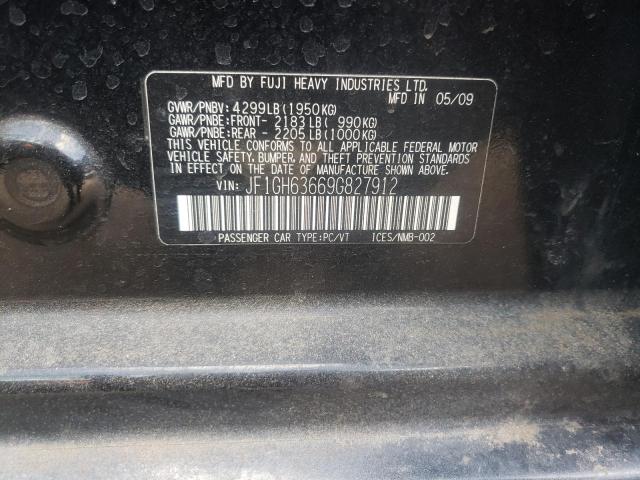 MFD BY FUJI HEAVY INDUSTRIES LTD.
MFD IN 05/09
GVWR/PNBV: 4299LB(1950KG)
GAWR/PNBE:FRONT- 2183LB( 990KG)
GAWR/PNBE:REAR - 2205LB(1000KG)
THIS VEHICLE CONFORMS TO ALL APPLICABLE FEDERAL MOTOR
VEHICLE SAFETY, BUMPER, AND THEFT PREVENTION STANDARDS
IN EFFECT ON THE DATE OF MANUFACTURE SHOWN ABOVE.
VIN: JF1GH63669G827912
PASSENGER CAR TYPE:PC/VT ICES/NMB-002